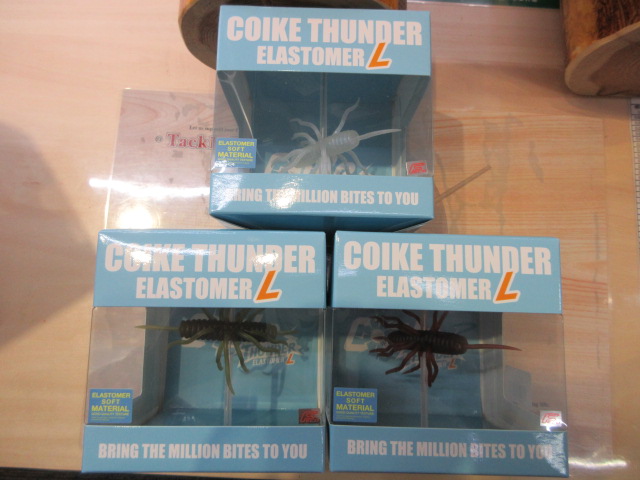 COIKE THUNDER
ELASTOMER L
Tack
ELASTOMER
SOFT
MATERIAL
BRING THE MILLION BITES TO YOU
COIKE THUNDER
ELASTOMER L
ELASTOMER
SOFT
MATERIAL
BRING THE MILLION BITES TO YOU
COIKE THUNDER
ELASTOMER L
ELASTOMER
SOFT
MATERIAL
BRING THE MILLION BITES TO YOU